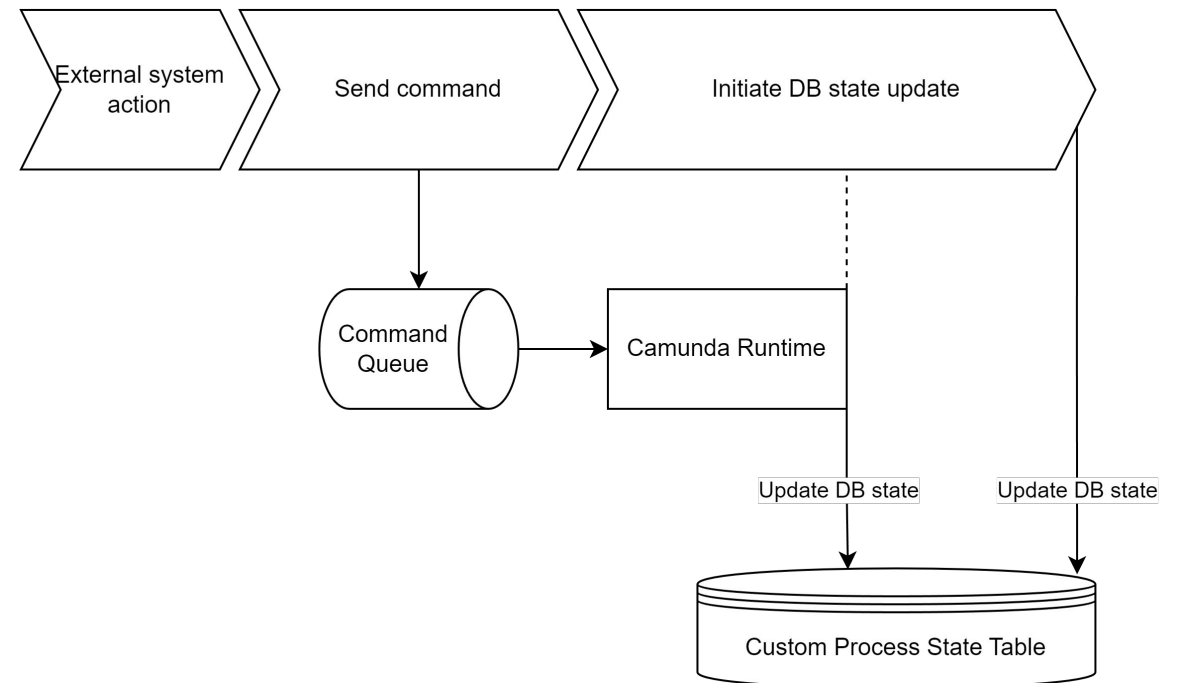 External system
action
Send command
Initiate DB state update
Command
Queue
Camunda Runtime
Update DB state
Update DB state
Custom Process State Table